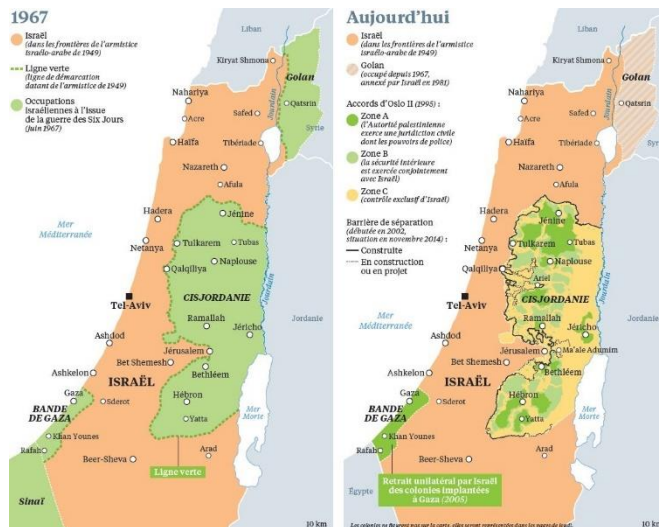 1967
Israël
(dans les frontières de l'armistice
israélo-arabe de 1949)
Ligne verte
(ligne de démarcation
datant de l'armistice de 1949)
Occupations
Israéliennes à l'issue
de la guerre des Six Jours
(juin 1967)
Liban
Kiryat Shmona
Golan
Qatsrin
Syrie
Jourdain
Nahariya
Acre
Safed
Haïfa
Tibériade
Nazareth
Afula
Mer
Méditerranée
Hadera
Jénine
Netanya
Tulkarem
Tubas
Qalqiliya
Naplouse
Tel-Aviv
CISJORDANIE
Jourdain
Ramallah
Jordanie
Jéricho
Ashdod
Jérusalem
Bet Shemesh
Ashkelon
ISRAËL
Bethléem
Gaza
BANDE
DE GAZA
Sderot
Hébron
Mer
Morte
Yatta
Khan Younes
Rafah
Beer-Sheva
Ligne verte
Arad
Sinaï
10 km
Aujourd'hui
Israël
(dans les frontières de l'armistice
israélo-arabe de 1949)
Golan
(occupé depuis 1967,
annexé par Israël en 1981)
Accords d'Oslo II (1995) :
Zone A
(l'Autorité palestinienne
exerce une juridiction civile
dont les pouvoirs de police)
Zone B
(la sécurité intérieure
est exercée conjointement
avec Israël)
Zone C
(contrôle exclusif d'Israël)
Barrière de séparation
(débutée en 2002,
situation en novembre 2014) :
Construite
En construction
ou en projet
Liban
Kiryat Shmona
Golan
Qatsrin
Jourdain
Nahariya
Acre
Safed
Haïfa
Tibériade
Nazareth
Afula
Hadera
Jénine
Netanya
Tulkarem
Tubas
Qalqiliya
Naplouse
Ariel
Tel-Aviv
CISJORDANIE
Jourdain
Mer
Méditerranée
Ramallah
Jordanie
Jéricho
Ashdod
Jérusalem
Ma'ale Adumim
Bet Shemesh
Ashkelon
ISRAËL
Bethléem
Gaza
BANDE
DE GAZA
Sderot
Hébron
Mer
Morte
Yatta
Khan Younes
Rafah
Beer-Sheva
Arad
Égypte
Retrait unilatéral par Israël
des colonies implantées
à Gaza (2005)
10 km